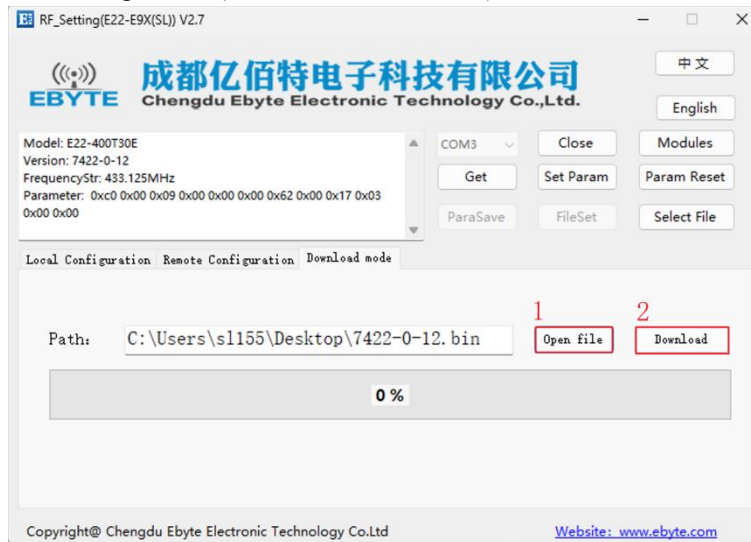 RF_Setting(E22-E9X(SL)) V2.7
EBYTE
成都亿佰特电子科技有限公司
Chengdu Ebyte Electronic Technology Co.,Ltd.
中文
English
Model: E22-400T30E
Version: 7422-0-12
FrequencyStr: 433.125MHz
Parameter: 0xc0 0x00 0x09 0x00 0x00 0x00 0x62 0x00 0x17 0x03
0x00 0x00
COM3 Close Modules
Get Set Param Param Reset
ParaSave FileSet Select File
Local Configuration Remote Configuration Download mode
1 2
Path: C:\Users\sl155\Desktop\7422-0-12.bin Open file Download
0 %
Copyright@ Chengdu Ebyte Electronic Technology Co.Ltd Website: www.ebyte.com